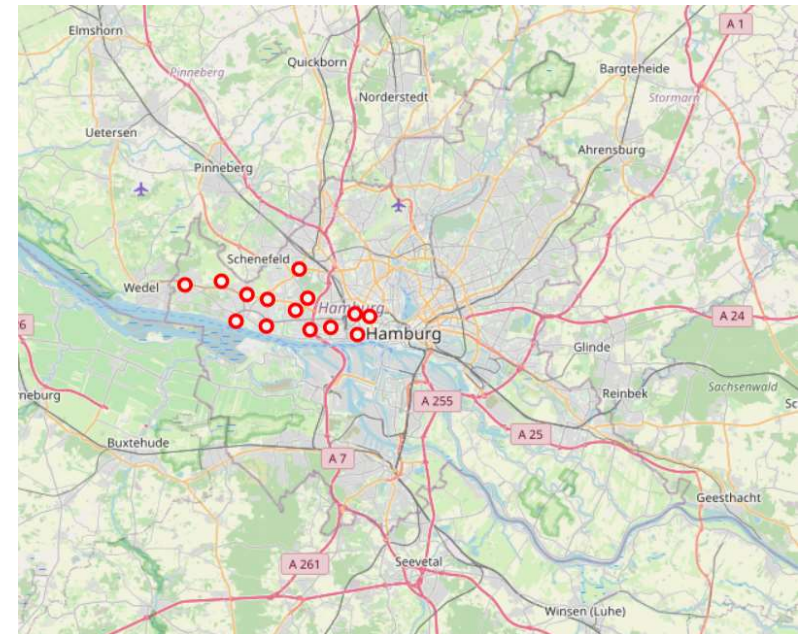 Elmshorn
A 1
Quickborn
Pinneberg
Bargteheide
Norderstedt
Stormarn
Uetersen
Ahrensburg
Pinneberg
Schenefeld
Wedel
Hamburg
A 24
6
Hamburg
Glinde
Sachsenwald
Reinbek
neburg
A 255
Sc
A 25
Buxtehude
A 7
Geesthacht
A 261
Seevetal
Winsen (Luhe)